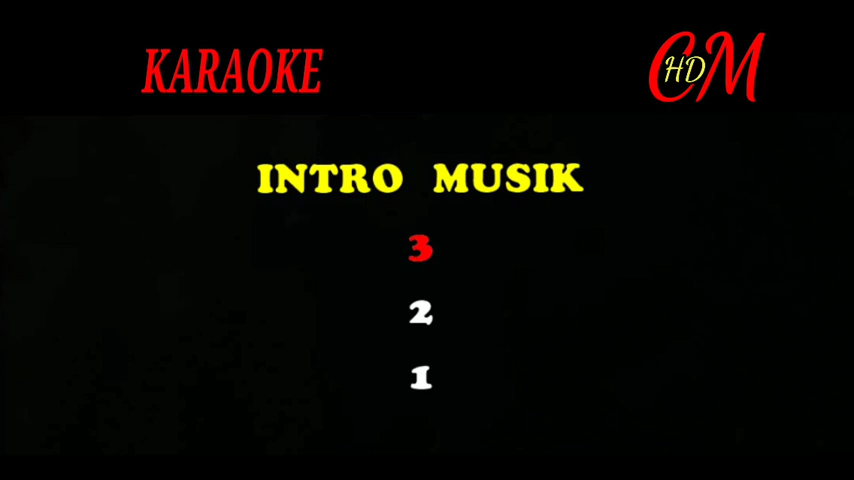 KARAOKE
CHDM
INTRO MUSIK
3
2
1